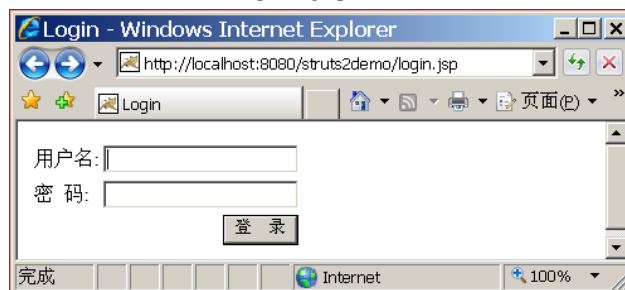 Login - Windows Internet Explorer
http://localhost:8080/struts2demo/login.jsp
Login 页面(P) »
用户名:
密 码:
登 录
完成 Internet 100%